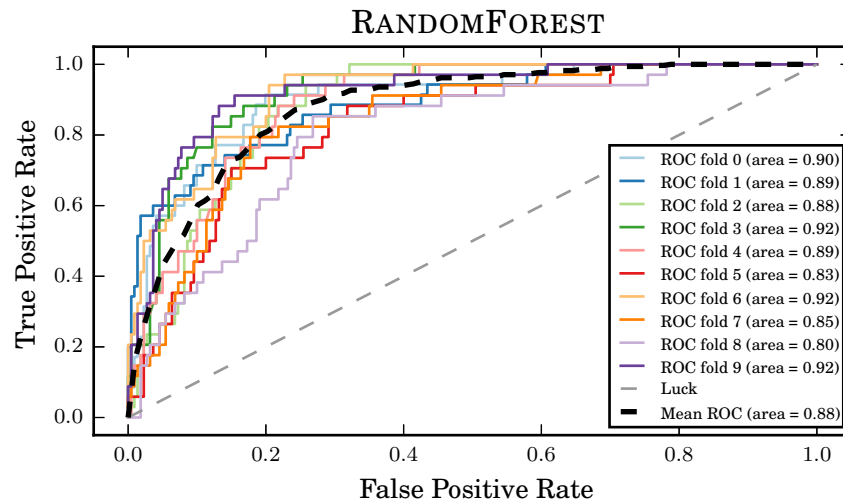 RANDOMFOREST
True Positive Rate
1.0
0.8
0.6
0.4
0.2
0.0
ROC fold 0 (area = 0.90)
ROC fold 1 (area = 0.89)
ROC fold 2 (area = 0.88)
ROC fold 3 (area = 0.92)
ROC fold 4 (area = 0.89)
ROC fold 5 (area = 0.83)
ROC fold 6 (area = 0.92)
ROC fold 7 (area = 0.85)
ROC fold 8 (area = 0.80)
ROC fold 9 (area = 0.92)
Luck
Mean ROC (area = 0.88)
0.0 0.2 0.4 0.6 0.8 1.0
False Positive Rate